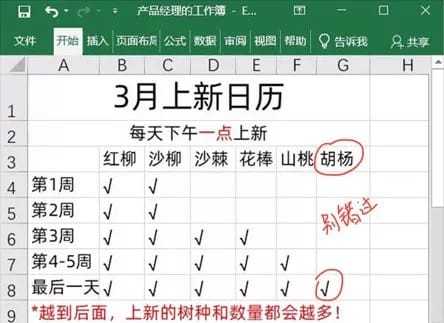 产品经理的工作簿 - E...
文件 开始 插入 页面布局 公式 数据 审阅 视图 告诉我 共享
A B C D E F G H
1 3月上新日历
2 每天下午一点上新
3 红柳 沙柳 沙棘 花棒 山桃 胡杨
4 第1周 √ √
5 第2周 √ √
别错过
6 第3周 √ √ √ √
7 第4-5周 √ √ √ √ √
8 最后一天 √ √ √ √ √ √
9 *越到后面，上新的树种和数量都会越多！